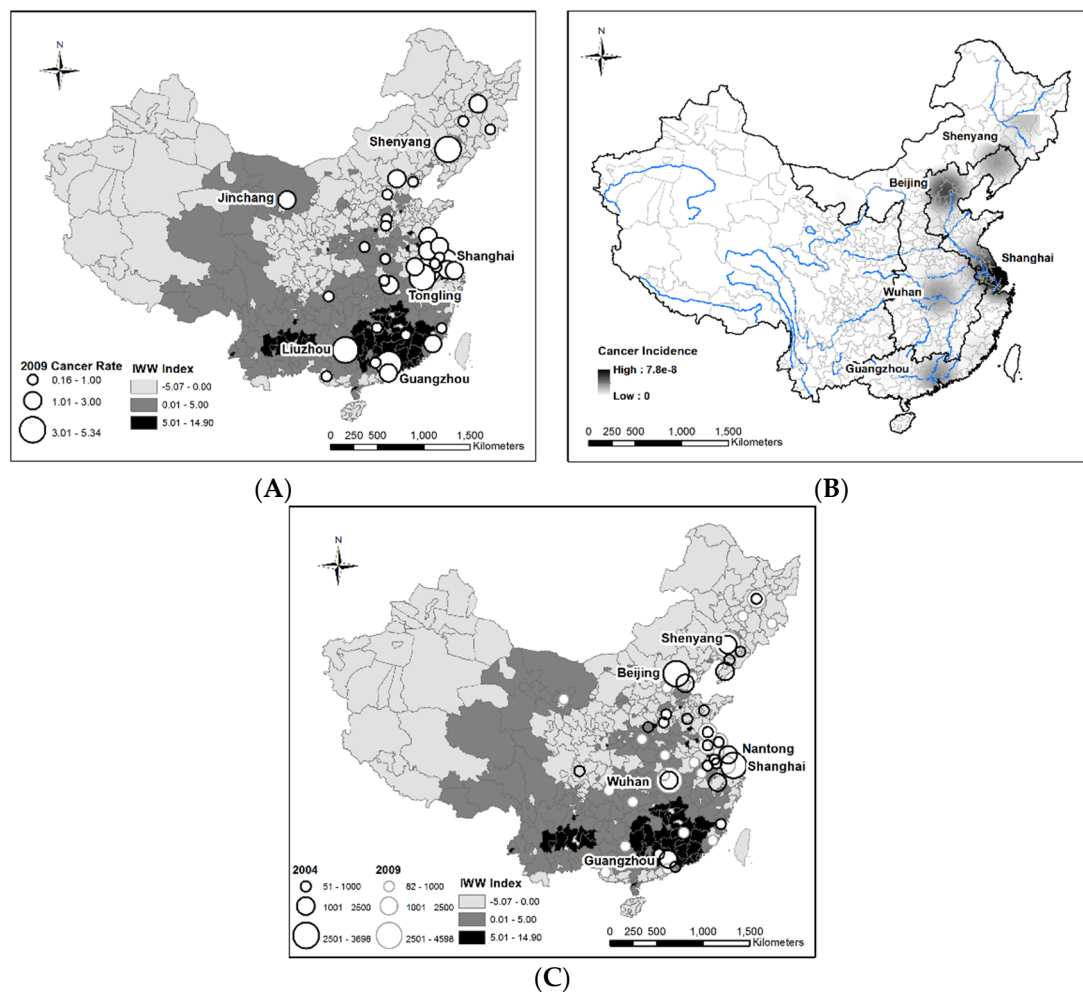 N
Shenyang
Jinchang
Shanghai
Tongling
Liuzhou
Guangzhou
2009 Cancer Rate
0.16 - 1.00
1.01 - 3.00
3.01 - 5.34
IWW Index
-5.07 - 0.00
0.01 - 5.00
5.01 - 14.90
0 250 500 1,000 1,500
Kilometers
(A)
N
Shenyang
Beijing
Shanghai
Wuhan
Guangzhou
Cancer Incidence
High : 7.8e-8
Low : 0
0 250 500 1,000 1,500
Kilometers
(B)
N
Shenyang
Beijing
Nantong
Shanghai
Wuhan
Guangzhou
2004
51 - 1000
1001 - 2500
2501 - 3698
2009
82 - 1000
1001 - 2500
2501 - 4598
IWW Index
-5.07 - 0.00
0.01 - 5.00
5.01 - 14.90
0 250 500 1,000 1,500
Kilometers
(C)